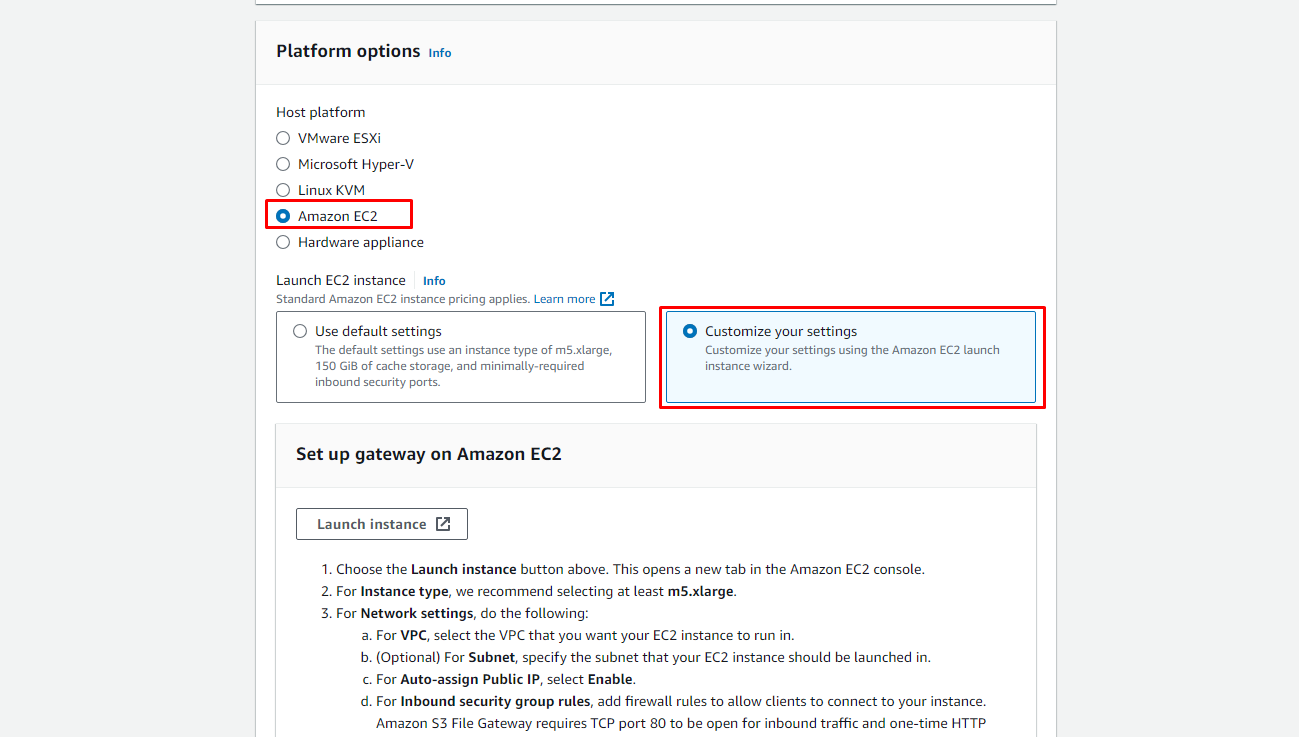 Platform options Info
Host platform
VMware ESXi
Microsoft Hyper-V
Linux KVM
Amazon EC2
Hardware appliance
Launch EC2 instance Info
Standard Amazon EC2 instance pricing applies. Learn more
Use default settings
The default settings use an instance type of m5.xlarge,
150 GiB of cache storage, and minimally-required
inbound security ports.
Customize your settings
Customize your settings using the Amazon EC2 launch
instance wizard.
Set up gateway on Amazon EC2
Launch instance
1. Choose the Launch instance button above. This opens a new tab in the Amazon EC2 console.
2. For Instance type, we recommend selecting at least m5.xlarge.
3. For Network settings, do the following:
a. For VPC, select the VPC that you want your EC2 instance to run in.
b. (Optional) For Subnet, specify the subnet that your EC2 instance should be launched in.
c. For Auto-assign Public IP, select Enable.
d. For Inbound security group rules, add firewall rules to allow clients to connect to your instance.
Amazon S3 File Gateway requires TCP port 80 to be open for inbound traffic and one-time HTTP